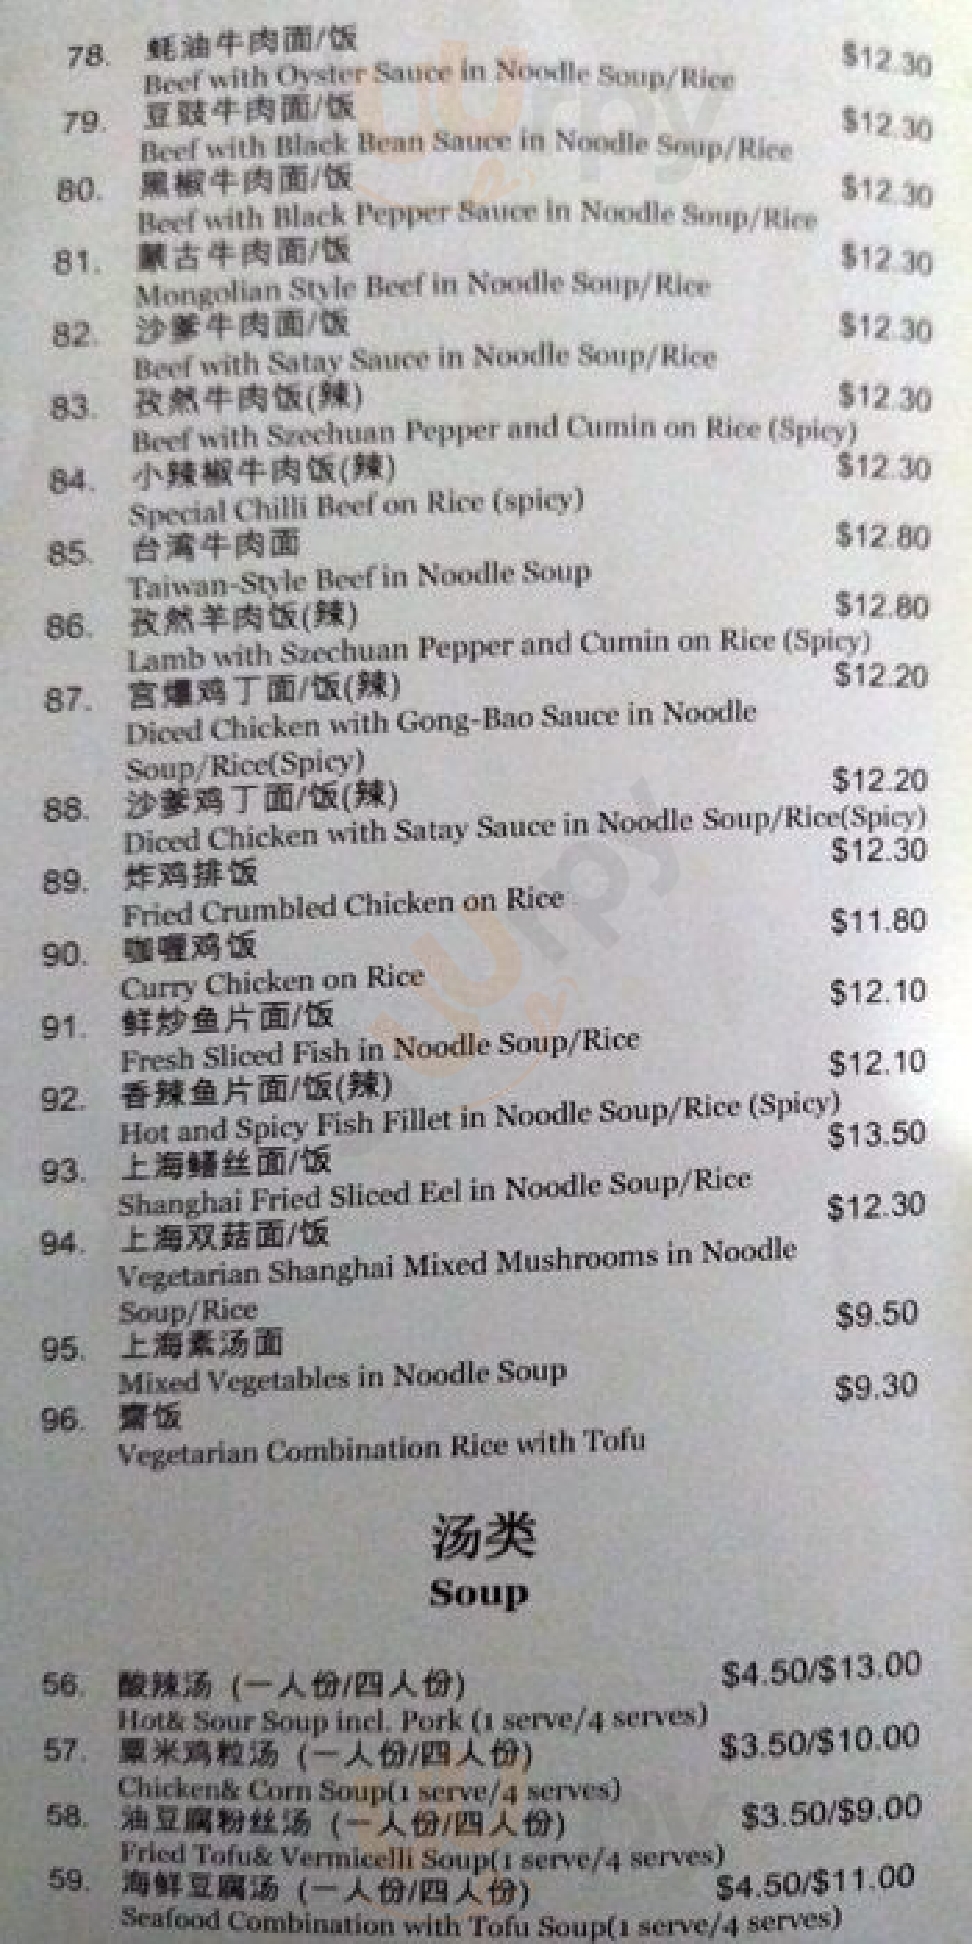 78. 蚝油牛肉面/饭 $12.30
Beef with Oyster Sauce in Noodle Soup/Rice
79. 豆豉牛肉面/饭 $12.30
Beef with Black Bean Sauce in Noodle Soup/Rice
80. 黑椒牛肉面/饭 $12.30
Beef with Black Pepper Sauce in Noodle Soup/Rice
81. 蒙古牛肉面/饭 $12.30
Mongolian Style Beef in Noodle Soup/Rice
82. 沙爹牛肉面/饭 $12.30
Beef with Satay Sauce in Noodle Soup/Rice
83. 孜然牛肉饭(辣) $12.30
Beef with Szechuan Pepper and Cumin on Rice (Spicy)
84. 小辣椒牛肉饭(辣) $12.30
Special Chilli Beef on Rice (spicy)
85. 台湾牛肉面 $12.80
Taiwan-Style Beef in Noodle Soup
86. 孜然羊肉饭(辣) $12.80
Lamb with Szechuan Pepper and Cumin on Rice (Spicy)
87. 宫爆鸡丁面/饭(辣) $12.20
Diced Chicken with Gong-Bao Sauce in Noodle
Soup/Rice(Spicy)
88. 沙爹鸡丁面/饭(辣) $12.20
Diced Chicken with Satay Sauce in Noodle Soup/Rice(Spicy)
89. 炸鸡排饭 $12.30
Fried Crumbled Chicken on Rice
90. 咖喱鸡饭 $11.80
Curry Chicken on Rice
91. 鲜炒鱼片面/饭 $12.10
Fresh Sliced Fish in Noodle Soup/Rice
92. 香辣鱼片面/饭(辣) $12.10
Hot and Spicy Fish Fillet in Noodle Soup/Rice (Spicy)
93. 上海鳝丝面/饭 $13.50
Shanghai Fried Sliced Eel in Noodle Soup/Rice
94. 上海双菇面/饭 $12.30
Vegetarian Shanghai Mixed Mushrooms in Noodle
Soup/Rice
95. 上海素汤面 $9.50
Mixed Vegetables in Noodle Soup
96. 齋饭 $9.30
Vegetarian Combination Rice with Tofu
汤类
Soup
56. 酸辣汤 (一人份/四人份) $4.50/$13.00
Hot& Sour Soup incl. Pork (1 serve/4 serves)
57. 粟米鸡粒汤 (一人份/四人份) $3.50/$10.00
Chicken& Corn Soup(1 serve/4 serves)
58. 油豆腐粉丝汤 (一人份/四人份) $3.50/$9.00
Fried Tofu& Vermicelli Soup(1 serve/4 serves)
59. 海鲜豆腐汤 (一人份/四人份) $4.50/$11.00
Seafood Combination with Tofu Soup(1 serve/4 serves)